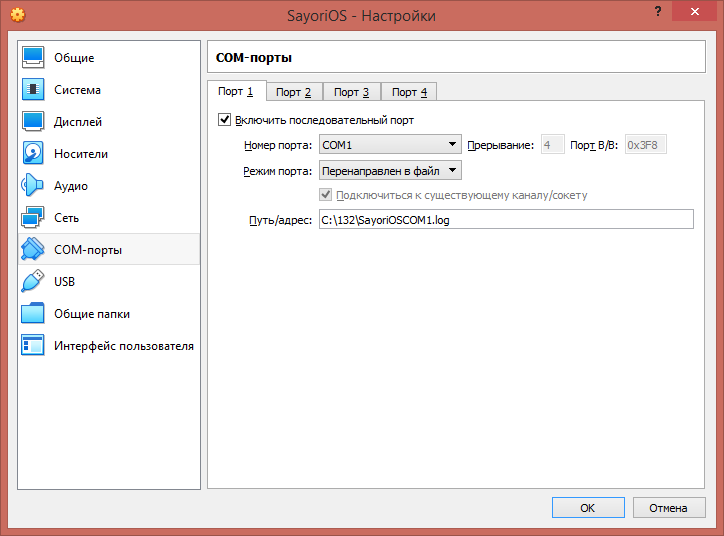 SayoriOS - Настройки
?
Общие
Система
Дисплей
Носители
Аудио
Сеть
COM-порты
USB
Общие папки
Интерфейс пользователя
COM-порты
Порт 1 Порт 2 Порт 3 Порт 4
Включить последовательный порт
Номер порта: COM1 Прерывание: 4 Порт В/В: 0x3F8
Режим порта: Перенаправлен в файл
Подключиться к существующему каналу/сокету
Путь/адрес: C:\132\SayoriOSCOM1.log
OK Отмена